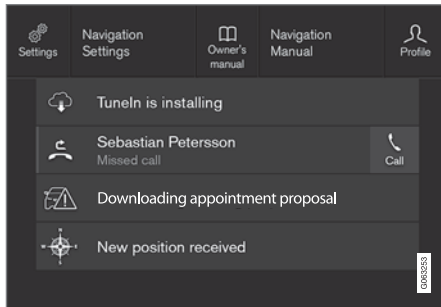 Settings
Navigation
Settings
Owner's
manual
Navigation
Manual
Profile
TuneIn is installing
Sebastian Petersson
Missed call
Call
Downloading appointment proposal
New position received
G063253